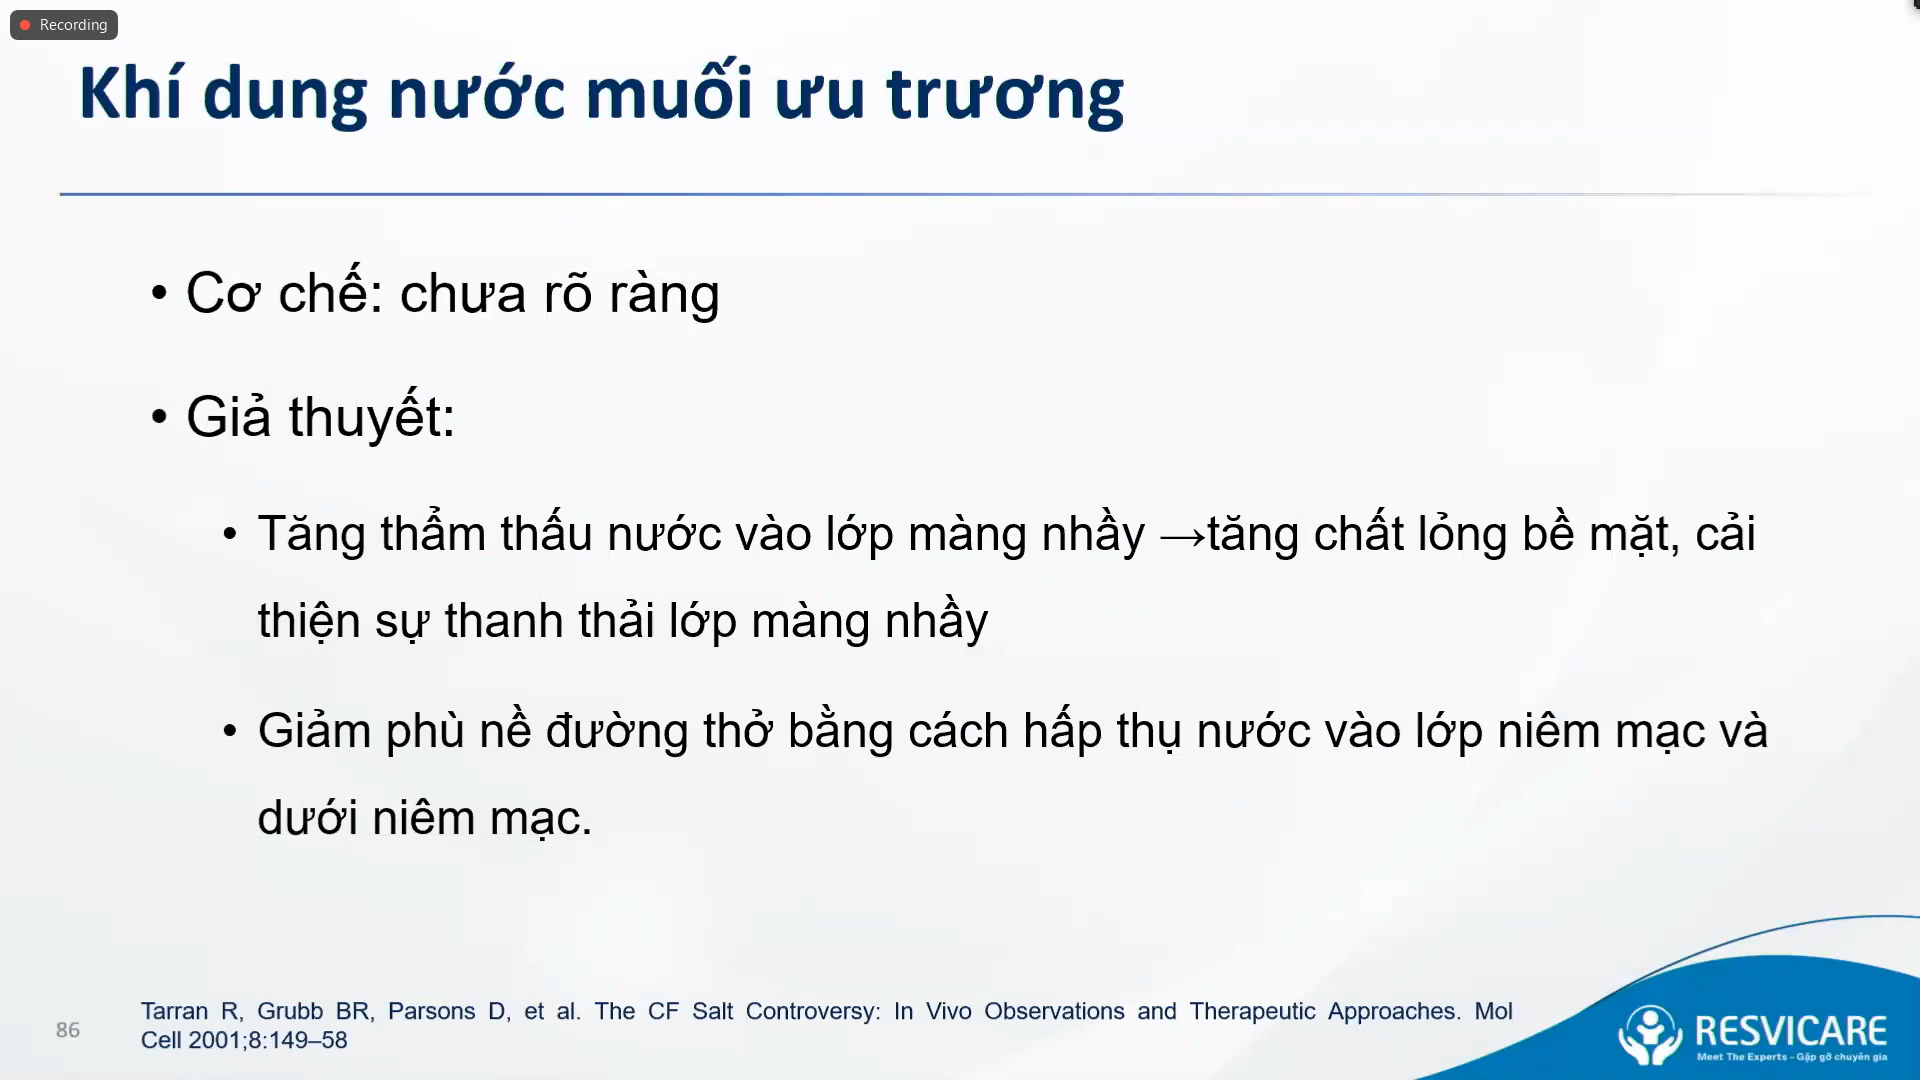 Recording
Khí dung nước muối ưu trương
• Cơ chế: chưa rõ ràng
• Giả thuyết:
• Tăng thẩm thấu nước vào lớp màng nhầy →tăng chất lỏng bề mặt, cải
thiện sự thanh thải lớp màng nhầy
• Giảm phù nề đường thở bằng cách hấp thụ nước vào lớp niêm mạc và
dưới niêm mạc.
Tarran R, Grubb BR, Parsons D, et al. The CF Salt Controversy: In Vivo Observations and Therapeutic Approaches. Mol
Cell 2001;8:149–58
86
RESVICARE
Meet The Experts - Gặp gỡ chuyên gia